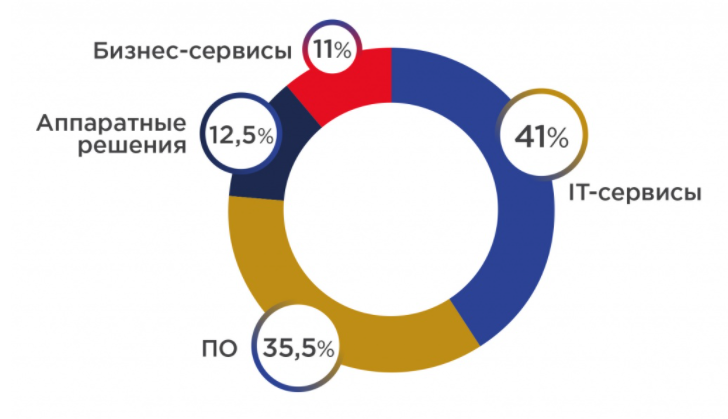 Бизнес-сервисы
11%
Аппаратные
решения
12,5%
41%
IT-сервисы
ПО
35,5%